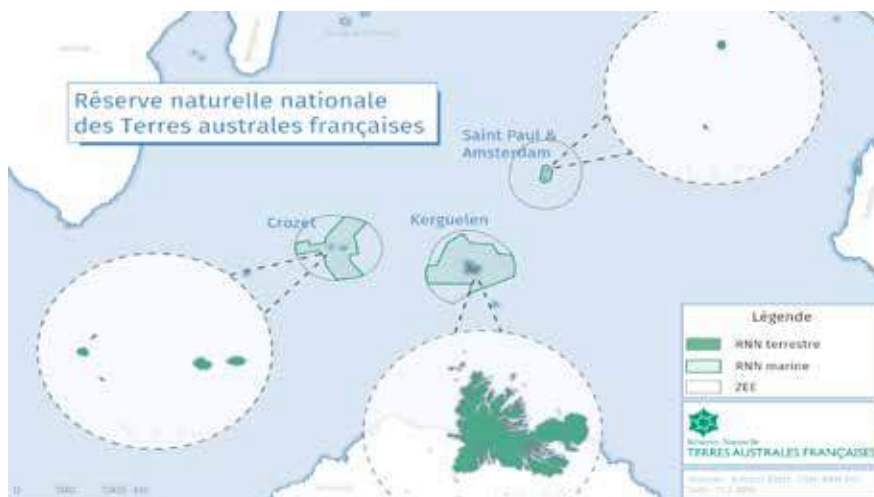 Réserve naturelle nationale
des Terres australes françaises
Saint Paul &
Amsterdam
Crozet
Kerguelen
Légende
RNN terrestre
RNN marine
ZEE
TERRES AUSTRALES FRANÇAISES